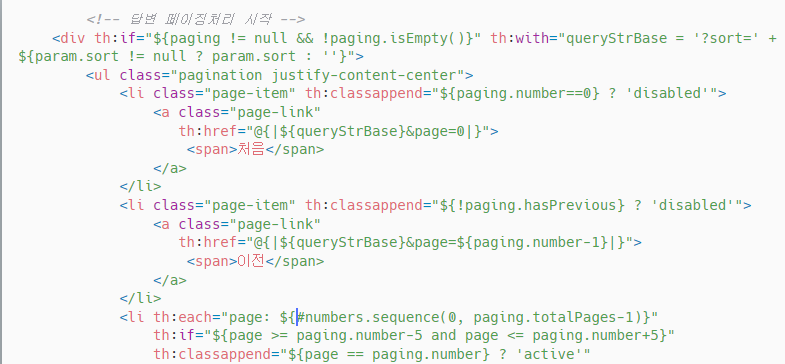 <!-- 답변 페이징처리 시작 -->
<div th:if="${paging != null && !paging.isEmpty()}" th:with="queryStrBase = '?sort=' +
${param.sort != null ? param.sort : ''}">
<ul class="pagination justify-content-center">
<li class="page-item" th:classappend="${paging.number==0} ? 'disabled'">
<a class="page-link"
th:href="@{|${queryStrBase}&page=0|}">
<span>처음</span>
</a>
</li>
<li class="page-item" th:classappend="${!paging.hasPrevious} ? 'disabled'">
<a class="page-link"
th:href="@{|${queryStrBase}&page=${paging.number-1}|}">
<span>이전</span>
</a>
</li>
<li th:each="page: ${#numbers.sequence(0, paging.totalPages-1)}"
th:if="${page >= paging.number-5 and page <= paging.number+5}"
th:classappend="${page == paging.number} ? 'active'"